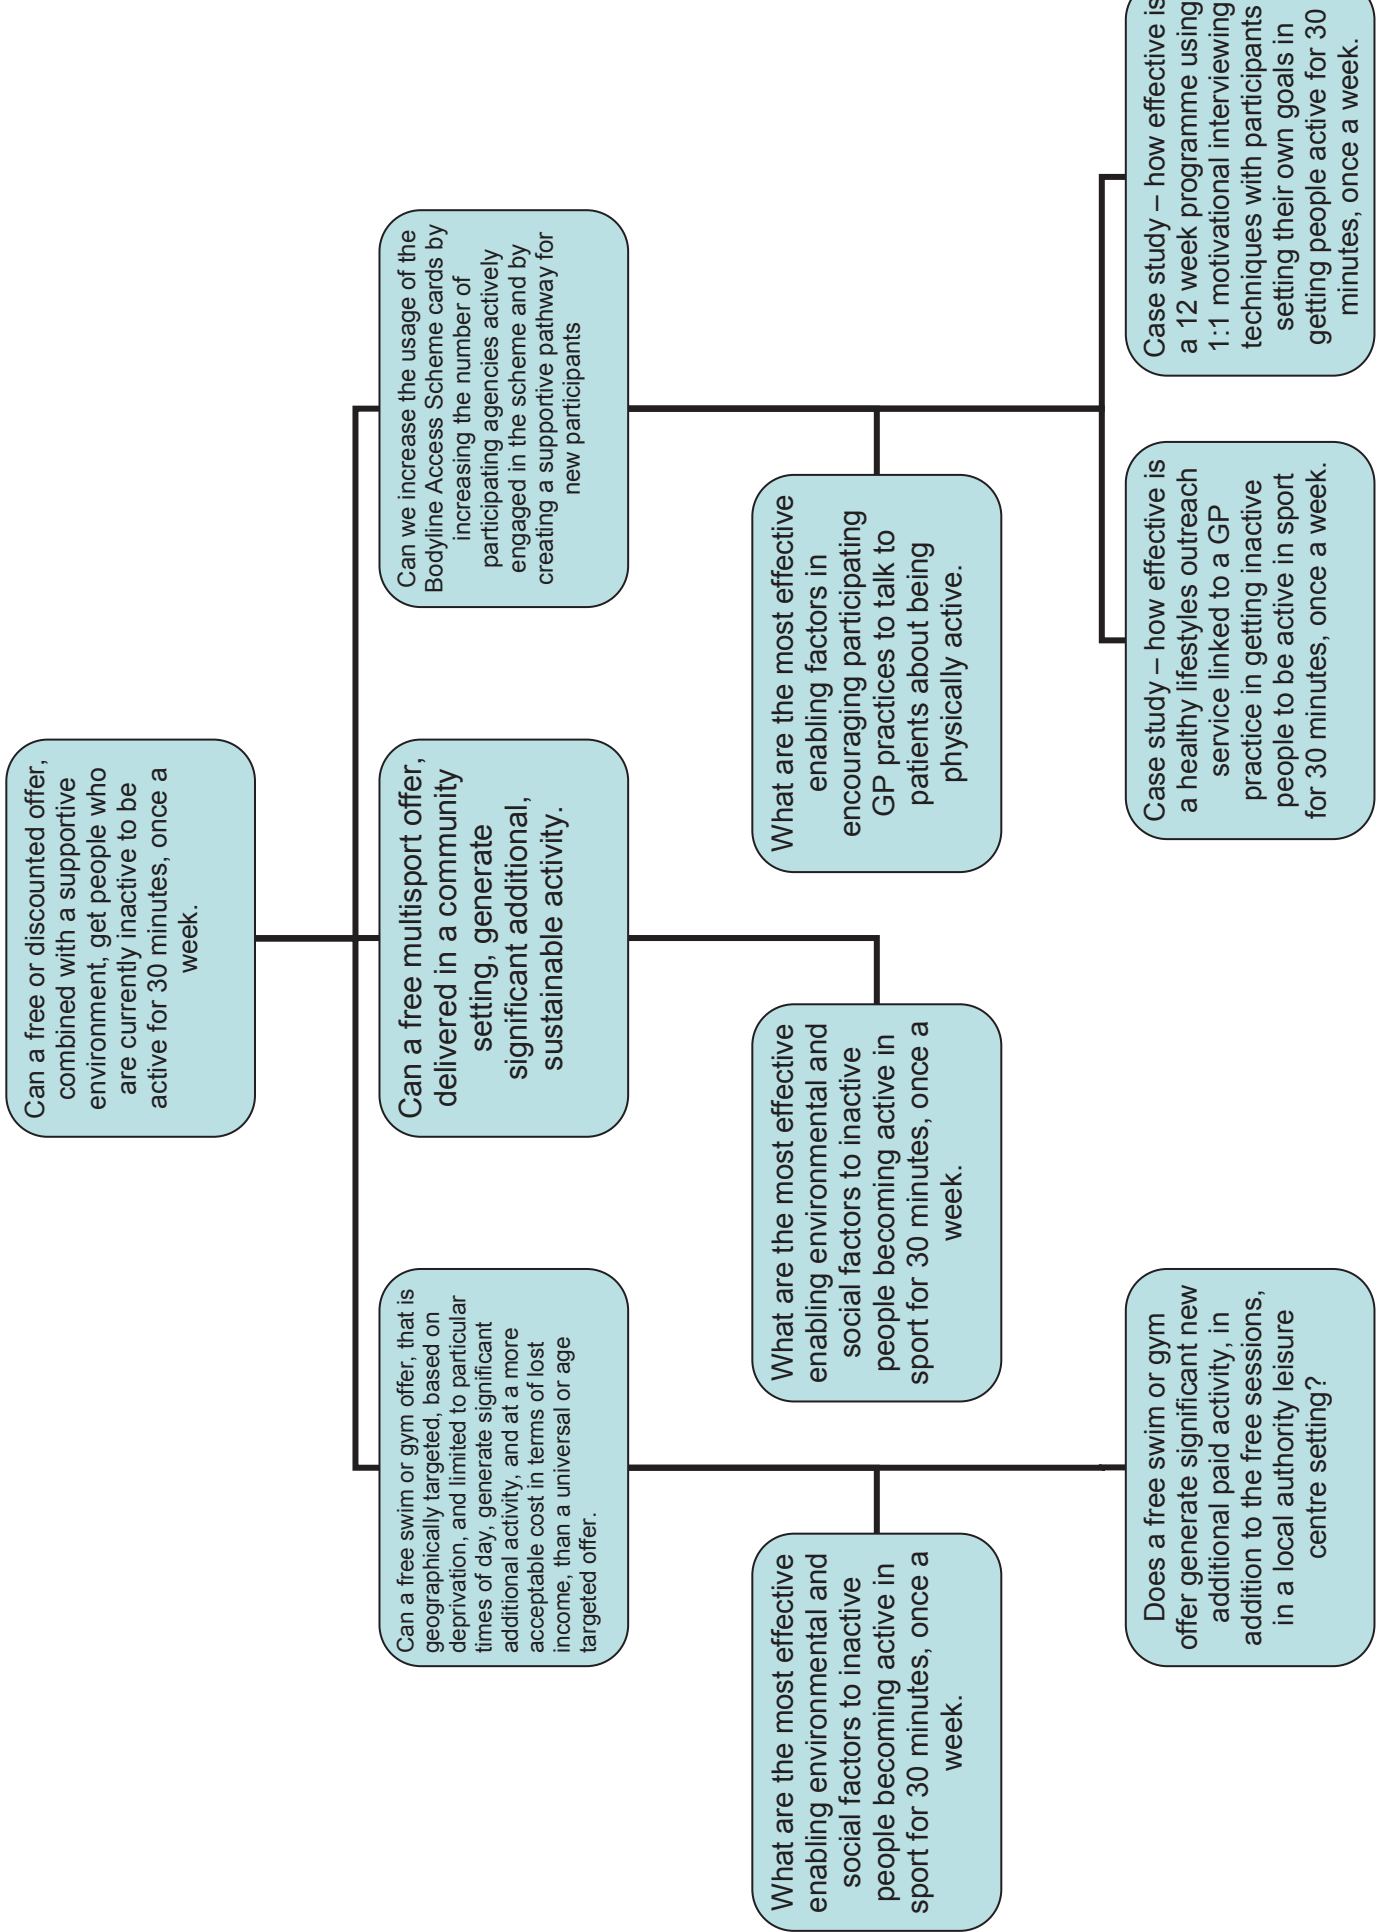 Can a free or discounted offer,
combined with a supportive
environment, get people who
are currently inactive to be
active for 30 minutes, once a
week.
Can a free swim or gym offer, that is
geographically targeted, based on
deprivation, and limited to particular
times of day, generate significant
additional activity, and at a more
acceptable cost in terms of lost
income, than a universal or age
targeted offer.
Can a free multisport offer,
delivered in a community
setting, generate
significant additional,
sustainable activity.
Can we increase the usage of the
Bodyline Access Scheme cards by
increasing the number of
participating agencies actively
engaged in the scheme and by
creating a supportive pathway for
new participants
What are the most effective
enabling environmental and
social factors to inactive
people becoming active in
sport for 30 minutes, once a
week.
What are the most effective
enabling environmental and
social factors to inactive
people becoming active in
sport for 30 minutes, once a
week.
What are the most effective
enabling factors in
encouraging participating
GP practices to talk to
patients about being
physically active.
Does a free swim or gym
offer generate significant new
additional paid activity, in
addition to the free sessions,
in a local authority leisure
centre setting?
Case study – how effective is
a healthy lifestyles outreach
service linked to a GP
practice in getting inactive
people to be active in sport
for 30 minutes, once a week.
Case study – how effective is
a 12 week programme using
1:1 motivational interviewing
techniques with participants
setting their own goals in
getting people active for 30
minutes, once a week.